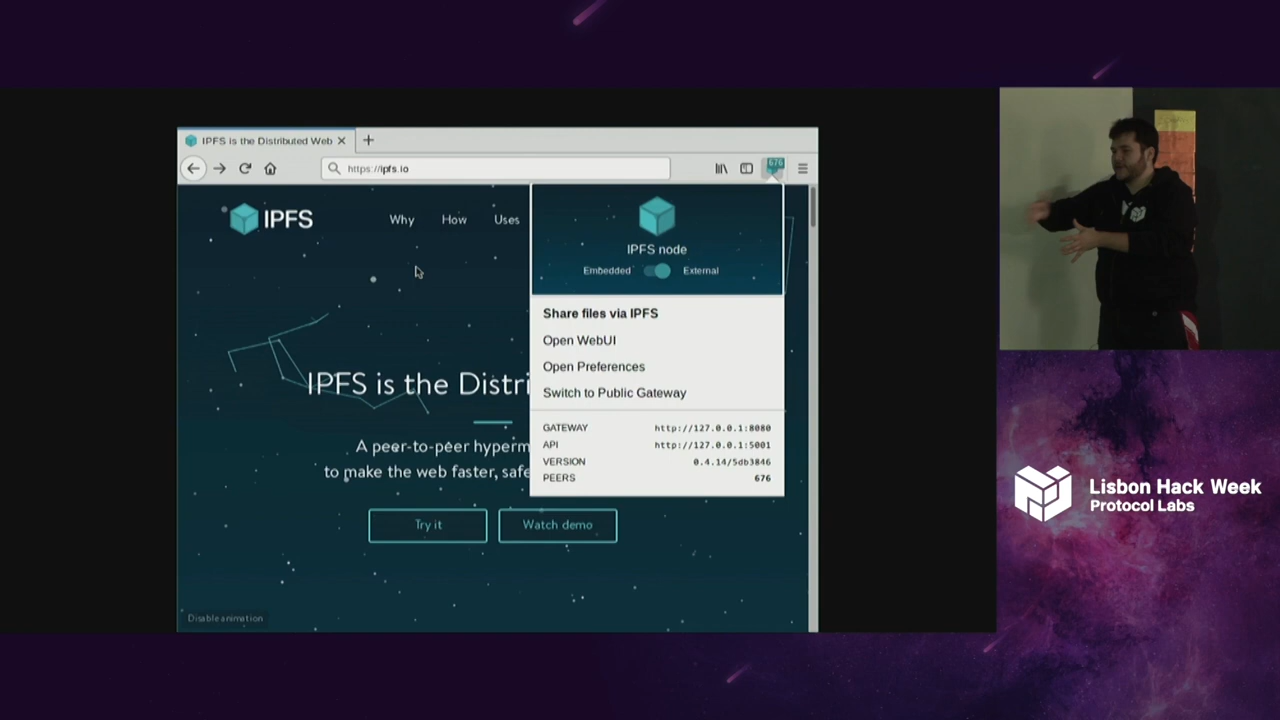 IPFS is the Distributed Web
https://ipfs.io
676
IPFS
Why
How
Uses
IPFS node
Embedded
External
Share files via IPFS
Open WebUI
Open Preferences
Switch to Public Gateway
GATEWAY http://127.0.0.1:8080
API http://127.0.0.1:5001
VERSION 0.4.14/5db3846
PEERS 676
IPFS is the Distri
A peer-to-peer hyperm
to make the web faster, safe
Try it
Watch demo
Disable animation
Lisbon Hack Week
Protocol Labs